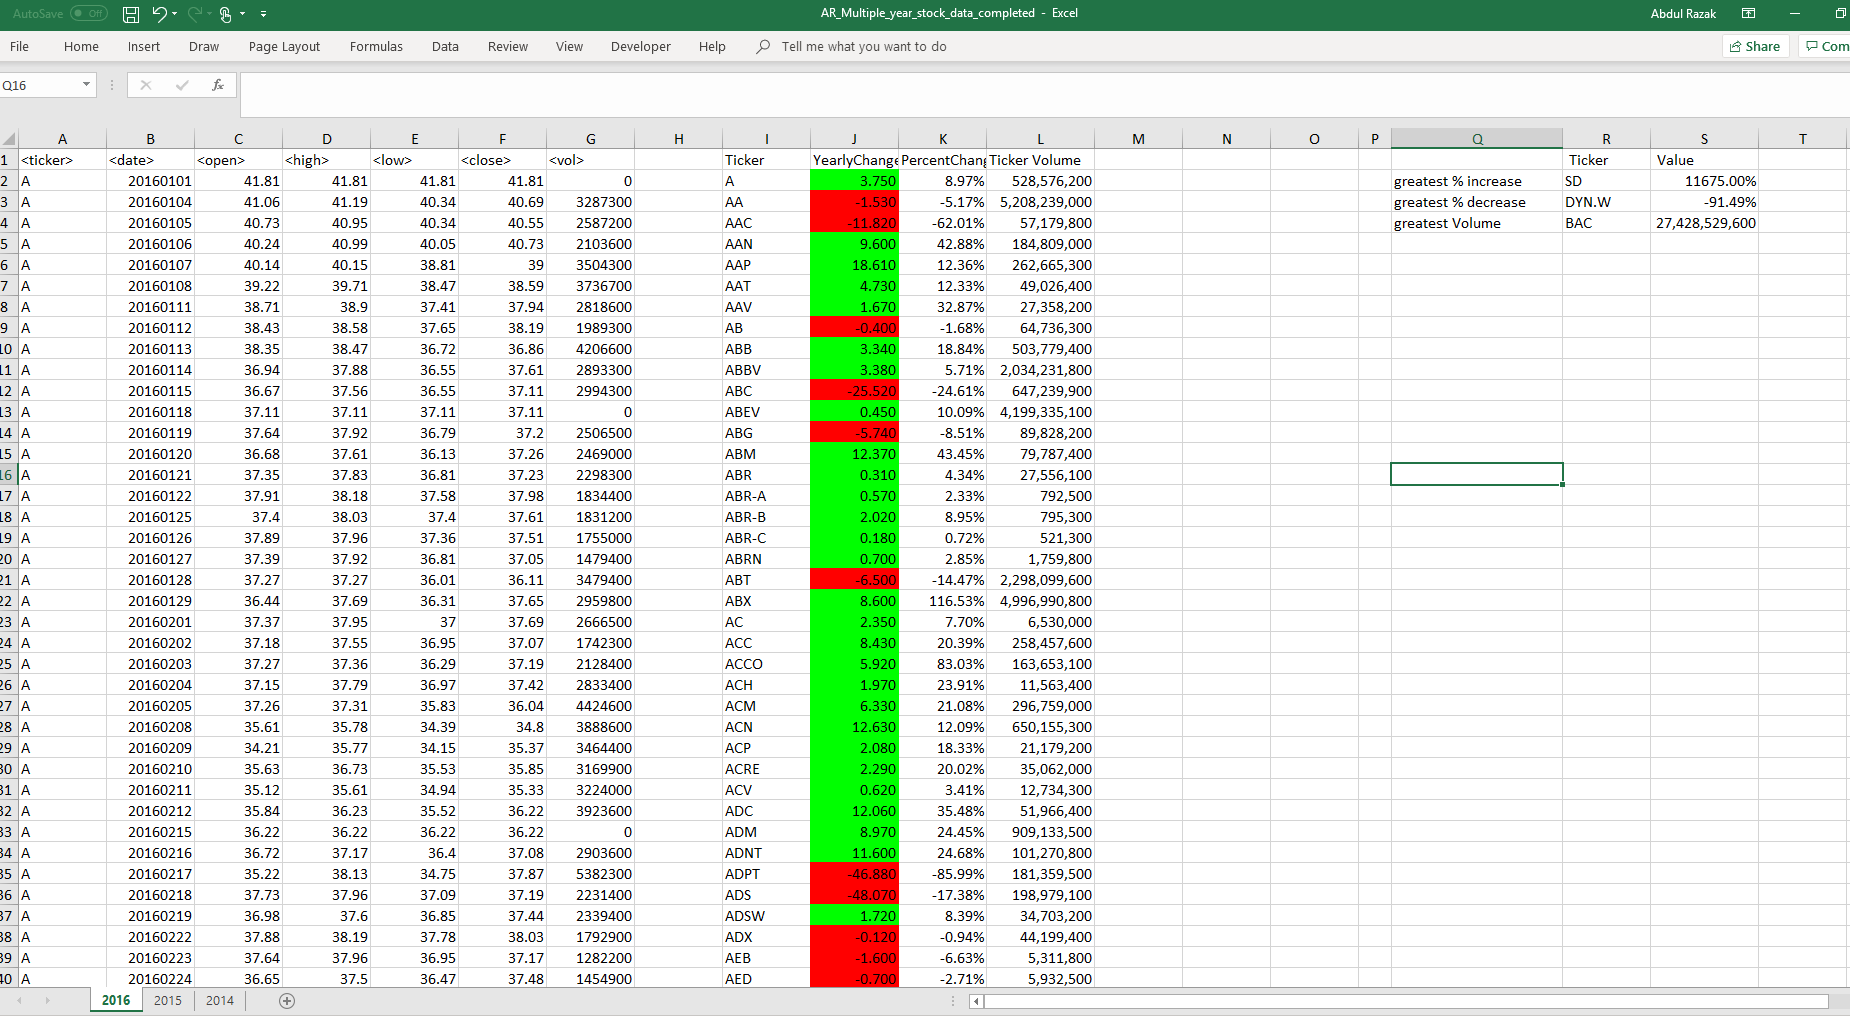 AutoSave Off AR_Multiple_year_stock_data_completed - Excel Abdul Razak
File Home Insert Draw Page Layout Formulas Data Review View Developer Help Tell me what you want to do Share Com
Q16 fx
A B C D E F G H I J K L M N O P Q R S T
1 <ticker> <date> <open> <high> <low> <close> <vol> Ticker YearlyChange PercentChang Ticker Volume Ticker Value
2 A 20160101 41.81 41.81 41.81 41.81 0 A 3.750 8.97% 528,576,200 greatest % increase SD 11675.00%
3 A 20160104 41.06 41.19 40.34 40.69 3287300 AA -1.530 -5.17% 5,208,239,000 greatest % decrease DYN.W -91.49%
4 A 20160105 40.73 40.95 40.34 40.55 2587200 AAC -11.820 -62.01% 57,179,800 greatest Volume BAC 27,428,529,600
5 A 20160106 40.24 40.99 40.05 40.73 2103600 AAN 9.600 42.88% 184,809,000
6 A 20160107 40.14 40.15 38.81 39 3504300 AAP 18.610 12.36% 262,665,300
7 A 20160108 39.22 39.71 38.47 38.59 3736700 AAT 4.730 12.33% 49,026,400
8 A 20160111 38.71 38.9 37.41 37.94 2818600 AAV 1.670 32.87% 27,358,200
9 A 20160112 38.43 38.58 37.65 38.19 1989300 AB -0.400 -1.68% 64,736,300
10 A 20160113 38.35 38.47 36.72 36.86 4206600 ABB 3.340 18.84% 503,779,400
11 A 20160114 36.94 37.88 36.55 37.61 2893300 ABBV 3.380 5.71% 2,034,231,800
12 A 20160115 36.67 37.56 36.55 37.11 2994300 ABC -25.520 -24.61% 647,239,900
13 A 20160118 37.11 37.11 37.11 37.11 0 ABEV 0.450 10.09% 4,199,335,100
14 A 20160119 37.64 37.92 36.79 37.2 2506500 ABG -5.740 -8.51% 89,828,200
15 A 20160120 36.68 37.61 36.13 37.26 2469000 ABM 12.370 43.45% 79,787,400
16 A 20160121 37.35 37.83 36.81 37.23 2298300 ABR 0.310 4.34% 27,556,100
17 A 20160122 37.91 38.18 37.58 37.98 1834400 ABR-A 0.570 2.33% 792,500
18 A 20160125 37.4 38.03 37.4 37.61 1831200 ABR-B 2.020 8.95% 795,300
19 A 20160126 37.89 37.96 37.36 37.51 1755000 ABR-C 0.180 0.72% 521,300
20 A 20160127 37.39 37.92 36.81 37.05 1479400 ABRN 0.700 2.85% 1,759,800
21 A 20160128 37.27 37.27 36.01 36.11 3479400 ABT -6.500 -14.47% 2,298,099,600
22 A 20160129 36.44 37.69 36.31 37.65 2959800 ABX 8.600 116.53% 4,996,990,800
23 A 20160201 37.37 37.95 37 37.69 2666500 AC 2.350 7.70% 6,530,000
24 A 20160202 37.18 37.55 36.95 37.07 1742300 ACC 8.430 20.39% 258,457,600
25 A 20160203 37.27 37.36 36.29 37.19 2128400 ACCO 5.920 83.03% 163,653,100
26 A 20160204 37.15 37.79 36.97 37.42 2833400 ACH 1.970 23.91% 11,563,400
27 A 20160205 37.26 37.31 35.83 36.04 4424600 ACM 6.330 21.08% 296,759,000
28 A 20160208 35.61 35.78 34.39 34.8 3888600 ACN 12.630 12.09% 650,155,300
29 A 20160209 34.21 35.77 34.15 35.37 3464400 ACP 2.080 18.33% 21,179,200
30 A 20160210 35.63 36.73 35.53 35.85 3169900 ACRE 2.290 20.02% 35,062,000
31 A 20160211 35.12 35.61 34.94 35.33 3224000 ACV 0.620 3.41% 12,734,300
32 A 20160212 35.84 36.23 35.52 36.22 3923600 ADC 12.060 35.48% 51,966,400
33 A 20160215 36.22 36.22 36.22 36.22 0 ADM 8.970 24.45% 909,133,500
34 A 20160216 36.72 37.17 36.4 37.08 2903600 ADNT 11.600 24.68% 101,270,800
35 A 20160217 35.22 38.13 34.75 37.87 5382300 ADPT -46.880 -85.99% 181,359,500
36 A 20160218 37.73 37.96 37.09 37.19 2231400 ADS -48.070 -17.38% 198,979,100
37 A 20160219 36.98 37.6 36.85 37.44 2339400 ADSW 1.720 8.39% 34,703,200
38 A 20160222 37.88 38.19 37.78 38.03 1792900 ADX -0.120 -0.94% 44,199,400
39 A 20160223 37.64 37.96 36.95 37.17 1282200 AEB -1.600 -6.63% 5,311,800
40 A 20160224 36.65 37.5 36.47 37.48 1454900 AED -0.700 -2.71% 5,932,500
2016 2015 2014